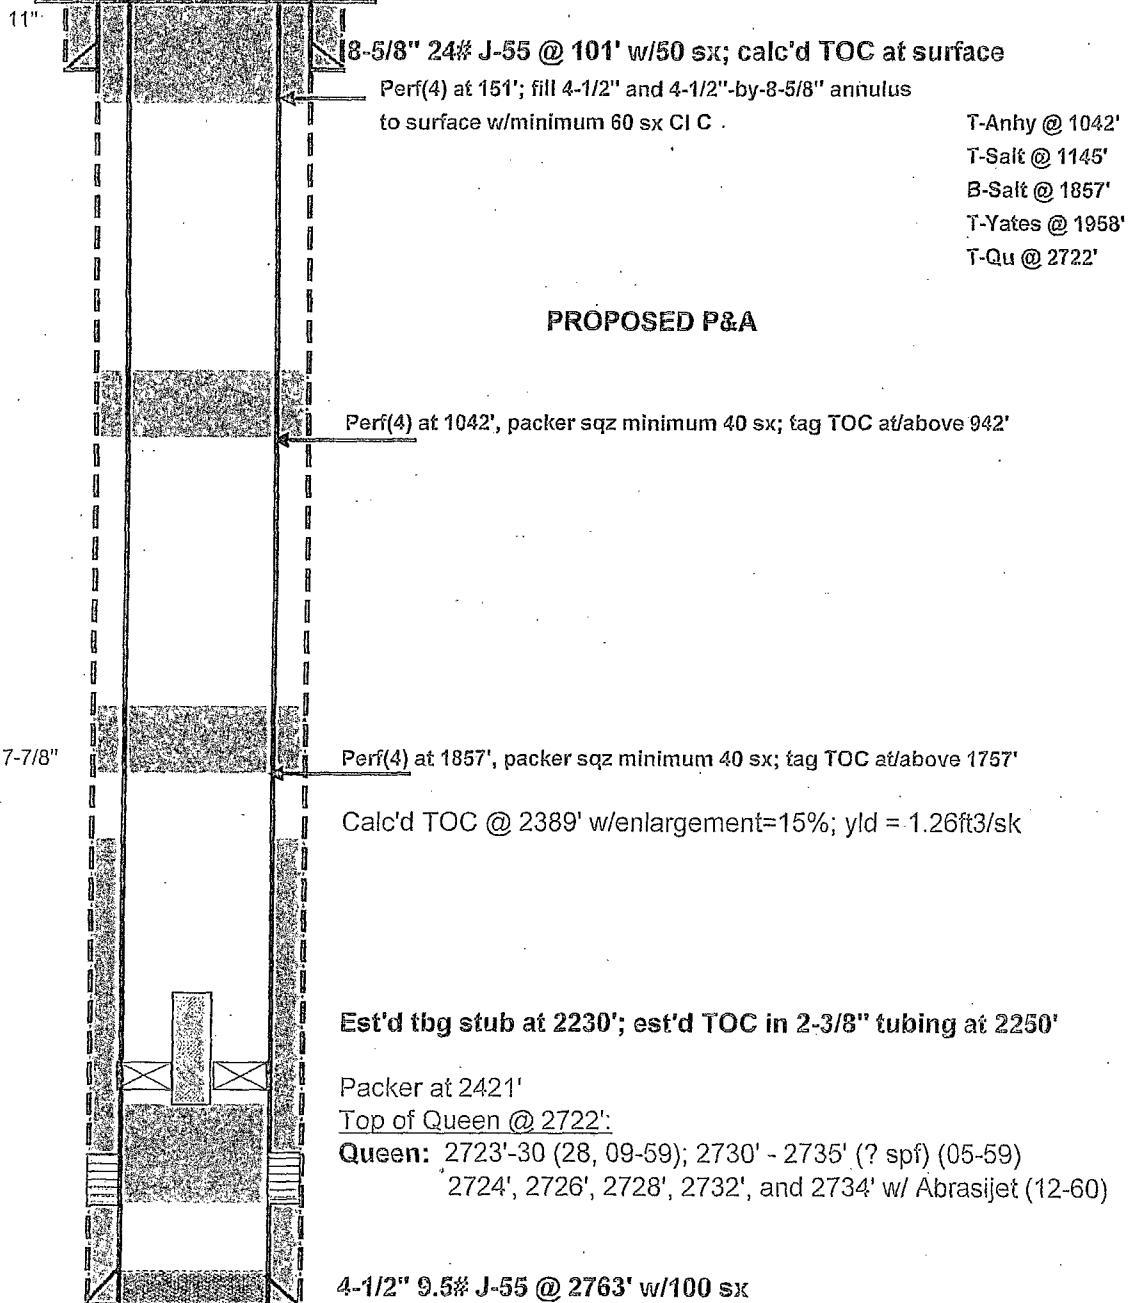 11"
8-5/8" 24# J-55 @ 101' w/50 sx; calc'd TOC at surface
Perf(4) at 151'; fill 4-1/2" and 4-1/2"-by-8-5/8" annulus
to surface w/minimum 60 sx Cl C
T-Anhy @ 1042'
T-Salt @ 1145'
B-Salt @ 1857'
T-Yates @ 1958'
T-Qu @ 2722'
PROPOSED P&A
Perf(4) at 1042', packer sqz minimum 40 sx; tag TOC at/above 942'
7-7/8"
Perf(4) at 1857', packer sqz minimum 40 sx; tag TOC at/above 1757'
Calc'd TOC @ 2389' w/enlargement=15%; yld = 1.26ft3/sk
Est'd tbg stub at 2230'; est'd TOC in 2-3/8" tubing at 2250'
Packer at 2421'
Top of Queen @ 2722':
Queen: 2723'-30 (28, 09-59); 2730' - 2735' (? spf) (05-59)
2724', 2726', 2728', 2732', and 2734' w/ Abrasijet (12-60)
4-1/2" 9.5# J-55 @ 2763' w/100 sx